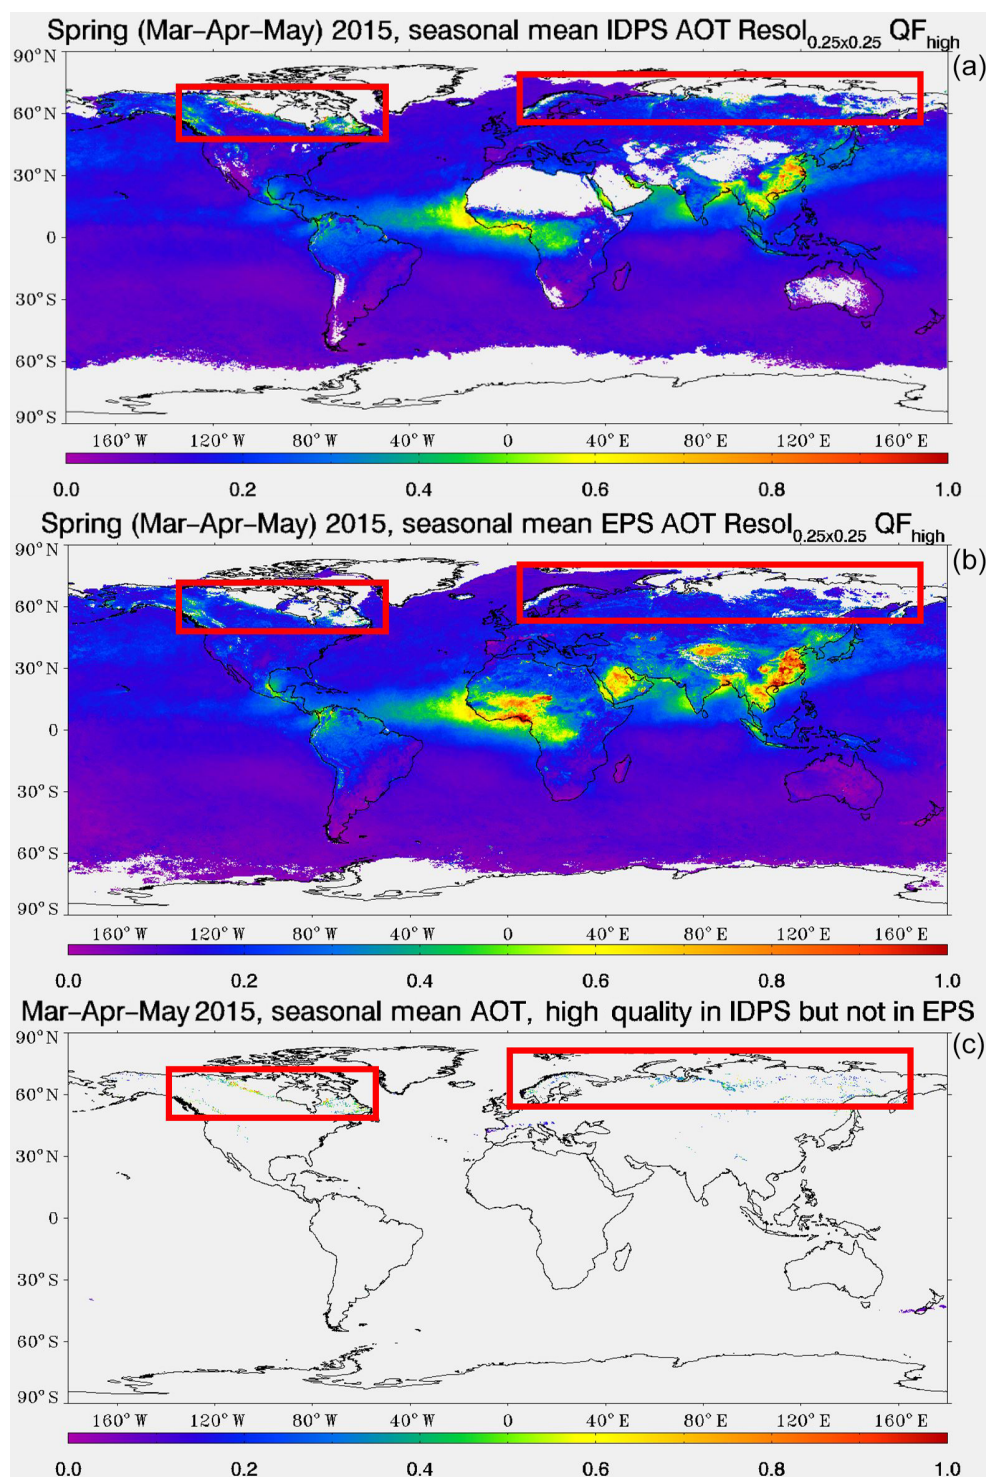 Spring (Mar–Apr–May) 2015, seasonal mean IDPS AOT Resol0.25x0.25 QFhigh
(a)
90°N
60°N
30°N
0
30°S
60°S
90°S
160°W 120°W 80°W 40°W 0 40°E 80°E 120°E 160°E
0.0 0.2 0.4 0.6 0.8 1.0
Spring (Mar–Apr–May) 2015, seasonal mean EPS AOT Resol0.25x0.25 QFhigh
(b)
90°N
60°N
30°N
0
30°S
60°S
90°S
160°W 120°W 80°W 40°W 0 40°E 80°E 120°E 160°E
0.0 0.2 0.4 0.6 0.8 1.0
Mar-Apr-May 2015, seasonal mean AOT, high quality in IDPS but not in EPS
(c)
90°N
60°N
30°N
0
30°S
60°S
90°S
160°W 120°W 80°W 40°W 0 40°E 80°E 120°E 160°E
0.0 0.2 0.4 0.6 0.8 1.0